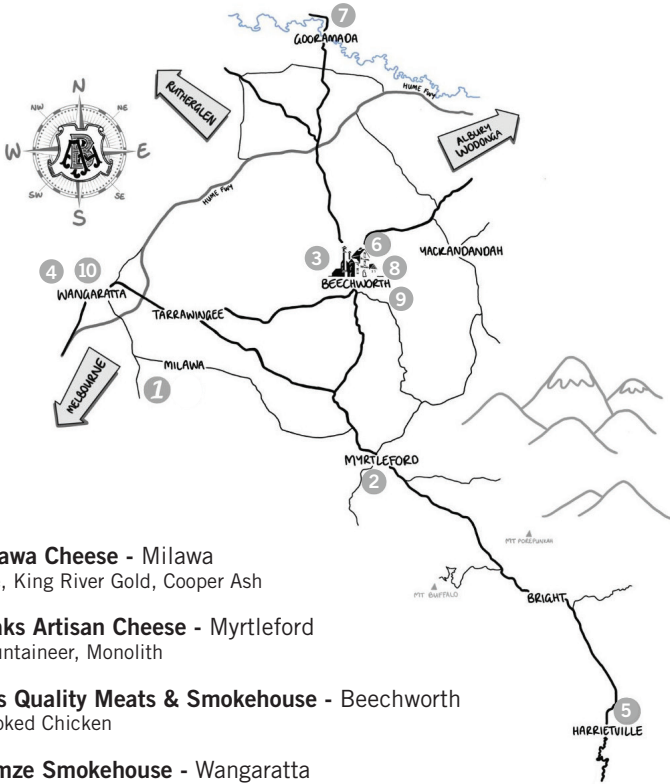 7
GOORAMADA
RUTHERGLEN
HUME FWY
N
NW
NE
W
E
SW
SE
S
ALBURY
WODONGA
HUME FWY
3
6
YACKANDANDAH
8
4 10
BEECHWORTH
WANGARATTA
9
TARRAWINGEE
MILAWA
MELBOURNE
1
MYRTLEFORD
2
MT POREPUNKAH
MT BUFFALO
BRIGHT
5
HARRIETVILLE
awa Cheese - Milawa
, King River Gold, Cooper Ash
ks Artisan Cheese - Myrtleford
untaineer, Monolith
s Quality Meats & Smokehouse - Beechworth
oked Chicken
mze Smokehouse - Wangaratta